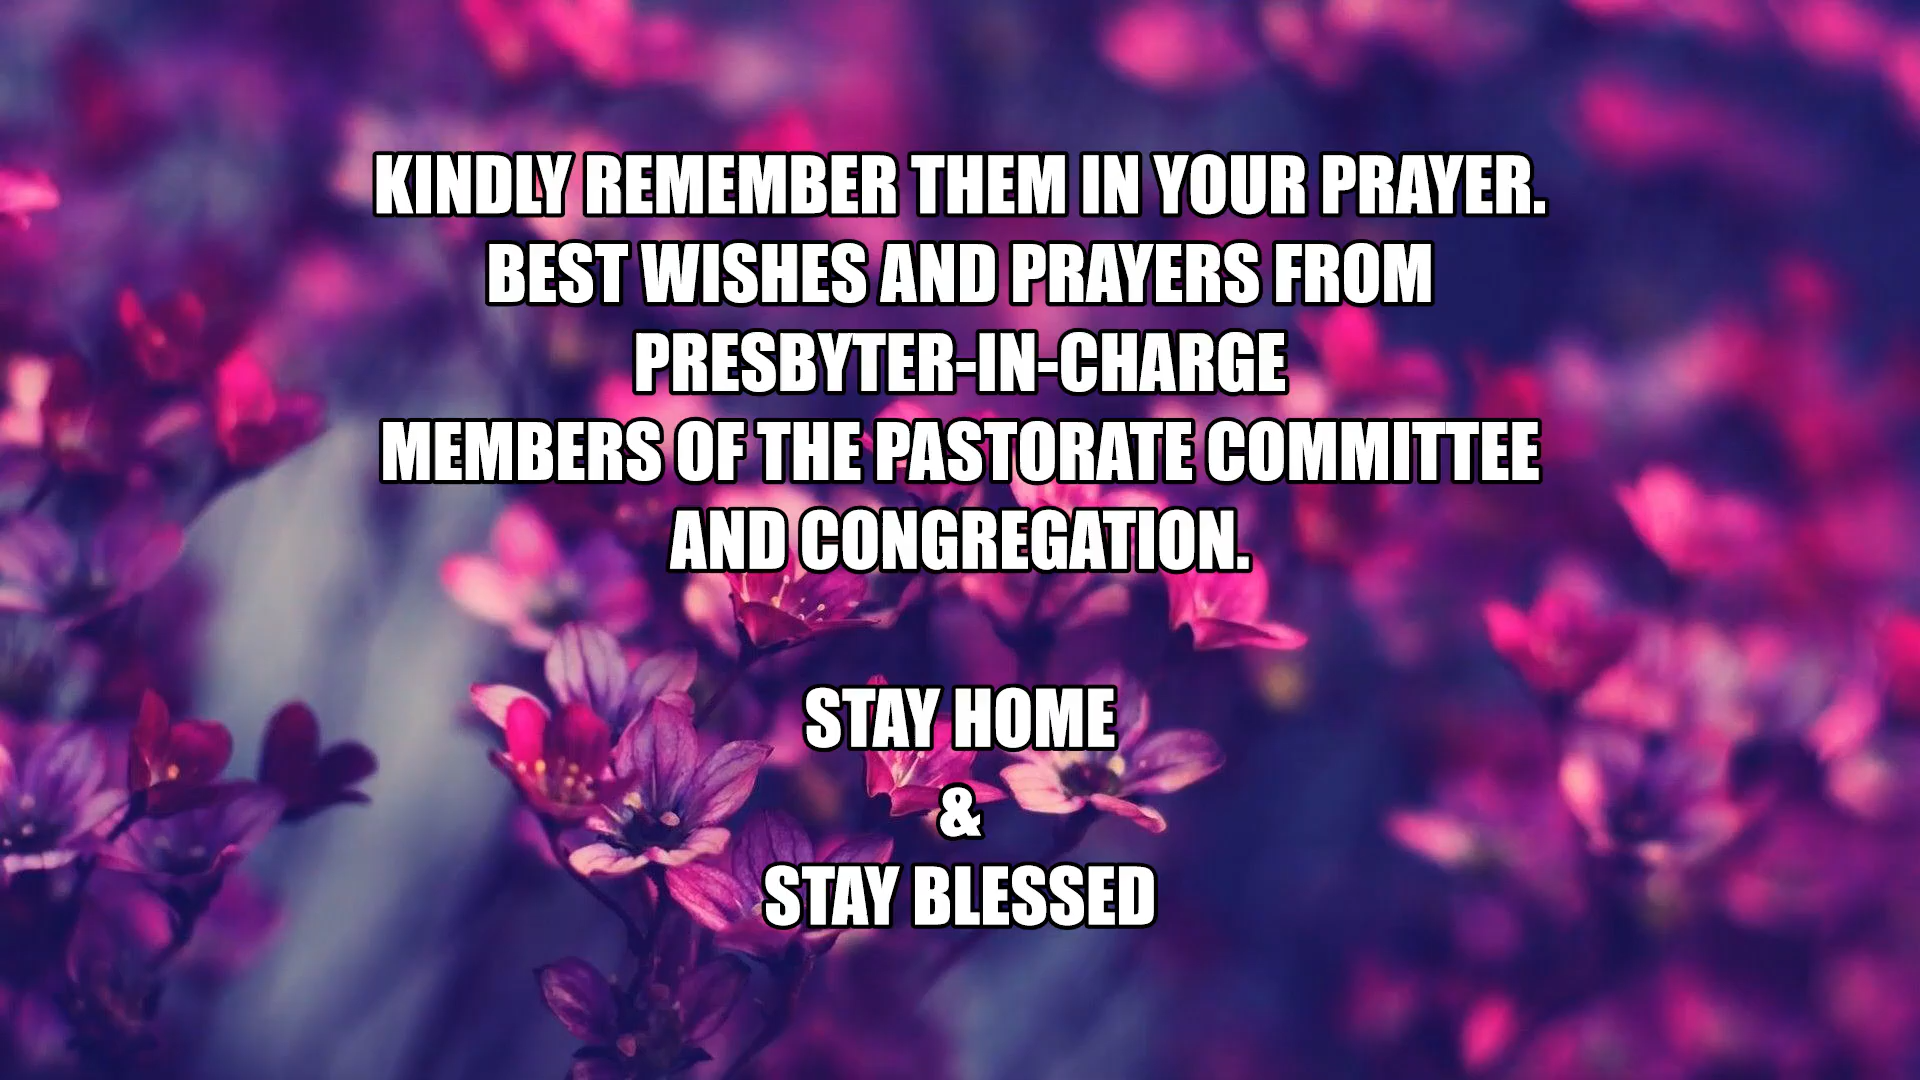 KINDLY REMEMBER THEM IN YOUR PRAYER.
BEST WISHES AND PRAYERS FROM
PRESBYTER-IN-CHARGE
MEMBERS OF THE PASTORATE COMMITTEE
AND CONGREGATION.
STAY HOME
&
STAY BLESSED